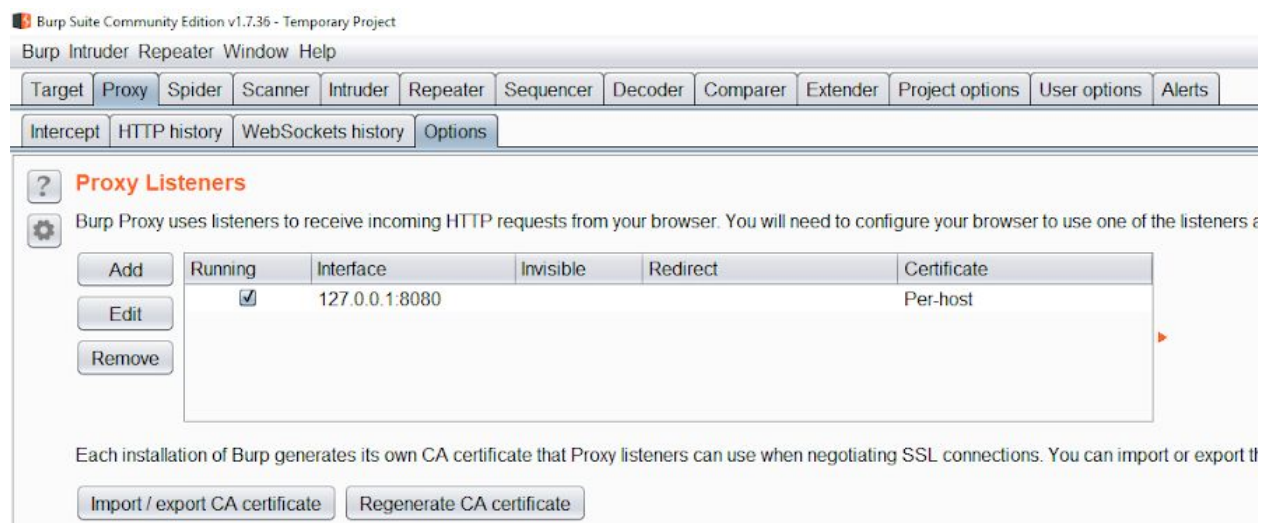 Burp Suite Community Edition v1.7.36 - Temporary Project
Burp Intruder Repeater Window Help
Target Proxy Spider Scanner Intruder Repeater Sequencer Decoder Comparer Extender Project options User options Alerts
Intercept HTTP history WebSockets history Options
? Proxy Listeners
Burp Proxy uses listeners to receive incoming HTTP requests from your browser. You will need to configure your browser to use one of the listeners
Add Running Interface Invisible Redirect Certificate
127.0.0.1:8080 Per-host
Edit
Remove
Each installation of Burp generates its own CA certificate that Proxy listeners can use when negotiating SSL connections. You can import or export
Import / export CA certificate Regenerate CA certificate